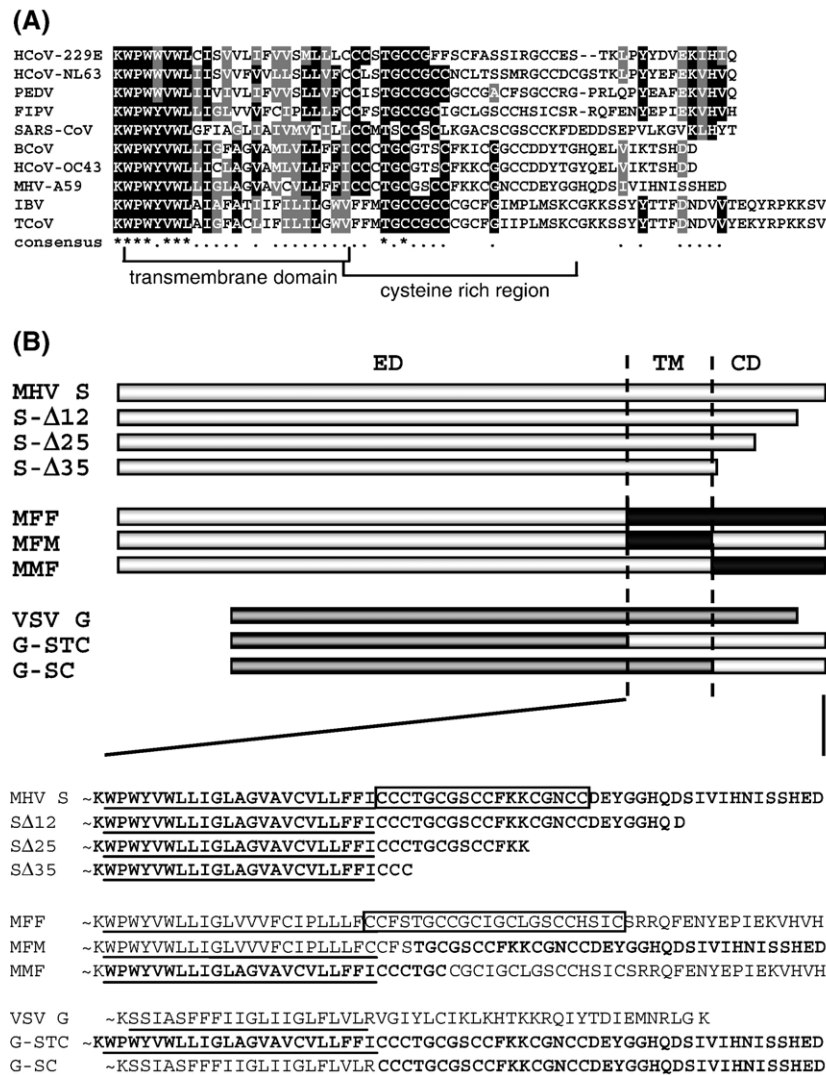 (A)
HCoV-229E KWPWWVWLCISVVLIFVVSMLLLCCCSTGCCGFFSCFASSIRGCCES--TKLPYYDVEKIHIQ
HCoV-NL63 KWPWWVWLIISVVFVVLLSLLVFCCLSTGCCGCCNCLTSSMRGCCDCGSTKLPYYEFEKVHVQ
PEDV KWPWWVWLIIVIVLIFVVSLLVFCCISTGCCGCCGCCGACFSGCCRG-PRLQPYEAFEKVHVQ
FIPV KWPWYVWLLIGLVVVFCIPLLLFCCFSTGCCGCIGCLGSCCHSICSR-RQFENYEPIEKVHVH
SARS-CoV KWPWYVWLGFIAGLIAIVMVTILLCCMTSCCSCLKGACSCGSCCKFDEDDSEPVLKGVKLHYT
BCoV KWPWYVWLLIGFAGVAMLVLLFFICCCTGCGTSCFKICGGCCDDYTGHQELVIKTSHDD
HCoV-OC43 KWPWYVWLLICLAGVAMLVLLFFICCCTGCGTSCFKKCGGCCDDYTGYQELVIKTSHDD
MHV-A59 KWPWYVWLLIGLAGVAVCVLLFFICCCTGCGSCCFKKCGNCCDEYGGHQDSIVIHNISSHED
IBV KWPWYVWLAIAFATIIFILILGWVFFMTGCCGCCCGCFGIMPLMSKCGKKSSYYTTFDNDVVTEQYRPKKSV
TCoV KWPWYVWLAIGFACLIFILILGWVFFMTGCCGCCCGCFGIIPLMSKCGKKSSYYTTFDNDVVYEKYRPKKSV
consensus
transmembrane domain
cysteine rich region
(B)
ED TM CD
MHV S
S-Δ12
S-Δ25
S-Δ35
MFF
MFM
MMF
VSV G
G-STC
G-SC
MHV S ~KWPWYVWLLIGLAGVAVCVLLFFICCCTGCGSCCFKKCGNCCDEYGGHQDSIVIHNISSHED
SΔ12 ~KWPWYVWLLIGLAGVAVCVLLFFICCCTGCGSCCFKKCGNCCDEYGGHQD
SΔ25 ~KWPWYVWLLIGLAGVAVCVLLFFICCCTGCGSCCFKK
SΔ35 ~KWPWYVWLLIGLAGVAVCVLLFFICCC
MFF ~KWPWYVWLLIGLVVVFCIPLLLFCCFSTGCCGCIGCLGSCCHSICSRRQFENYEPIEKVHVH
MFM ~KWPWYVWLLIGLVVVFCIPLLLFCCFSTGCGSCCFKKCGNCCDEYGGHQDSIVIHNISSHED
MMF ~KWPWYVWLLIGLAGVAVCVLLFFICCCTGCCGCIGCLGSCCHSICSRRQFENYEPIEKVHVH
VSV G ~KSSIASFFFIIGLIIGLFLVLRVGIYLCIKLKHTKKRQIYTDIEMNRLGK
G-STC ~KWPWYVWLLIGLAGVAVCVLLFFICCCTGCGSCCFKKCGNCCDEYGGHQDSIVIHNISSHED
G-SC ~KSSIASFFFIIGLIIGLFLVLRCCCTGCGSCCFKKCGNCCDEYGGHQDSIVIHNISSHED